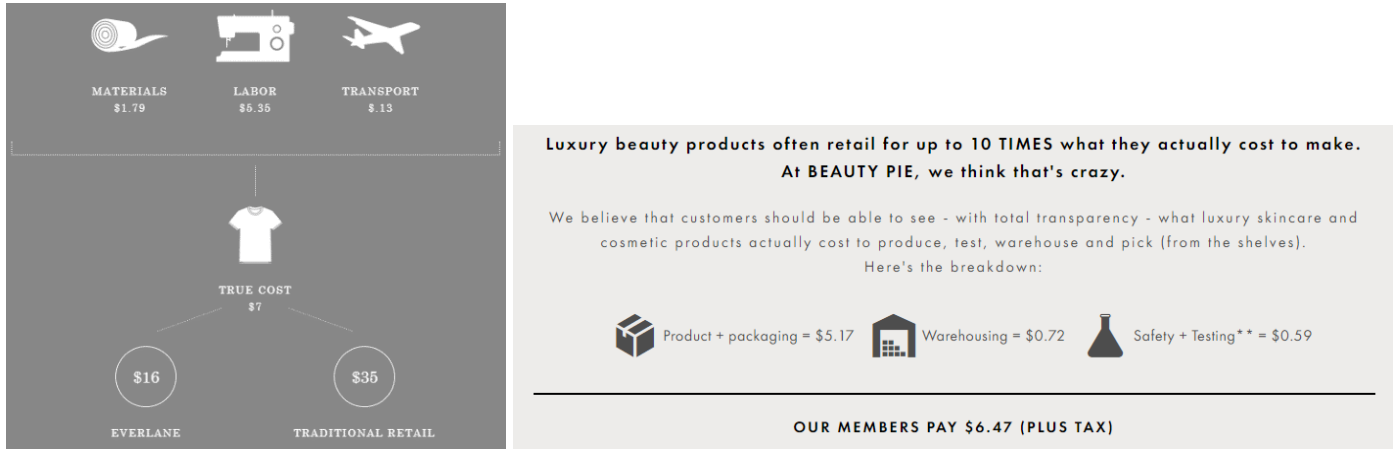 MATERIALS LABOR TRANSPORT
$1.79 $5.35 $.13
TRUE COST
$7
$16 $35
EVERLANE TRADITIONAL RETAIL
Luxury beauty products often retail for up to 10 TIMES what they actually cost to make.
At BEAUTY PIE, we think that's crazy.
We believe that customers should be able to see - with total transparency - what luxury skincare and
cosmetic products actually cost to produce, test, warehouse and pick (from the shelves).
Here's the breakdown:
Product + packaging = $5.17 Warehousing = $0.72 Safety + Testing** = $0.59
OUR MEMBERS PAY $6.47 (PLUS TAX)